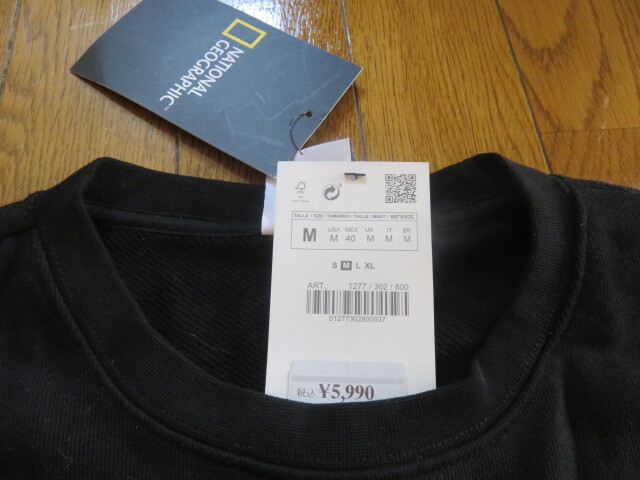 NATIONAL
GEOGRAPHIC
TALLA / SIZE / TAMANHO / TAILLE / MAAT /
M
USA MEX UK IT BR
M 40 M M M
S M L XL
ART.: 1277 / 302 / 800
01277302800037
税込 ¥5,990